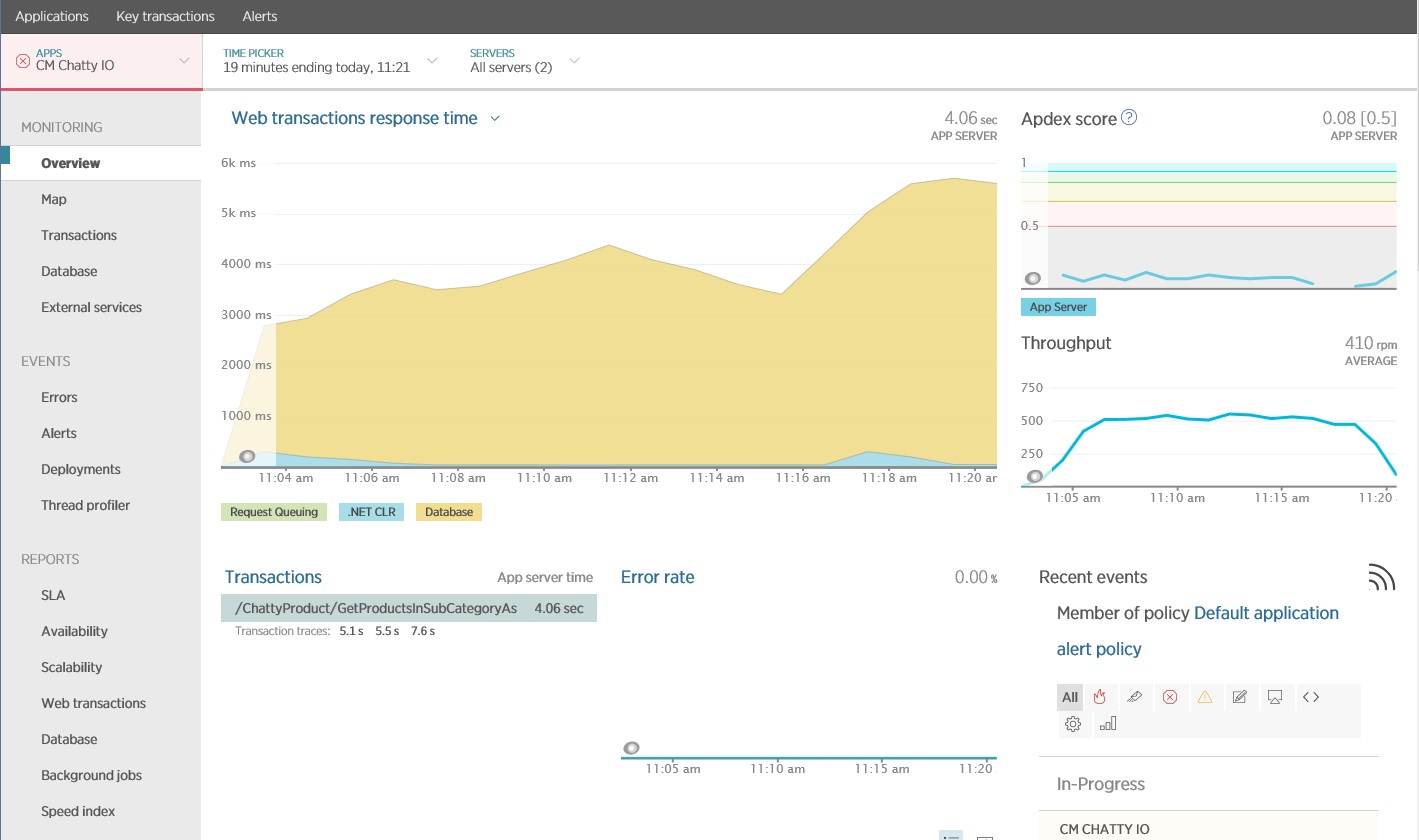 Applications Key transactions Alerts
APPS
CM Chatty IO
TIME PICKER
19 minutes ending today, 11:21
SERVERS
All servers (2)
MONITORING
Overview
Map
Transactions
Database
External services
EVENTS
Errors
Alerts
Deployments
Thread profiler
REPORTS
SLA
Availability
Scalability
Web transactions
Database
Background jobs
Speed index
Web transactions response time
4.06 sec
APP SERVER
6k ms
5k ms
4000 ms
3000 ms
2000 ms
1000 ms
11:04 am 11:06 am 11:08 am 11:10 am 11:12 am 11:14 am 11:16 am 11:18 am 11:20 ar
Request Queuing .NET CLR Database
Apdex score ?
0.08 [0.5]
APP SERVER
1
0.5
App Server
Throughput
410 rpm
AVERAGE
750
500
250
11:05 am 11:10 am 11:15 am 11:20
Transactions App server time
/ChattyProduct/GetProductsInSubCategoryAs 4.06 sec
Transaction traces: 5.1 s 5.5 s 7.6 s
Error rate 0.00 %
11:05 am 11:10 am 11:15 am 11:20
Recent events
Member of policy Default application
alert policy
All
In-Progress
CM CHATTY IO